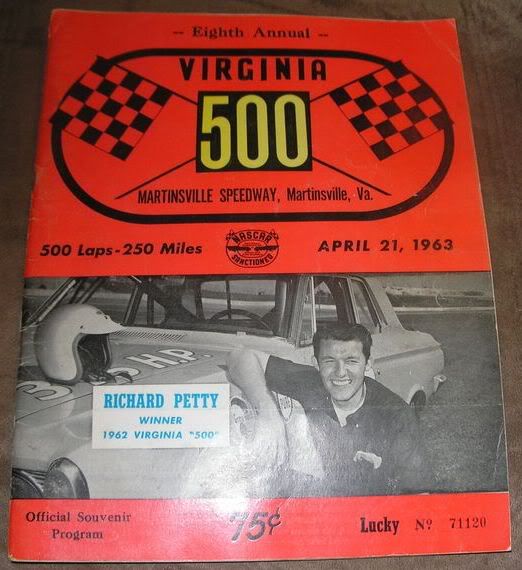 Eighth Annual
VIRGINIA
500
MARTINSVILLE SPEEDWAY, Martinsville, Va.
500 Laps-250 Miles
NASCAR
SANCTIONED
APRIL 21, 1963
H.P.
RICHARD PETTY
WINNER
1962 VIRGINIA "500"
Official Souvenir
Program
75¢
Lucky Nº 71120